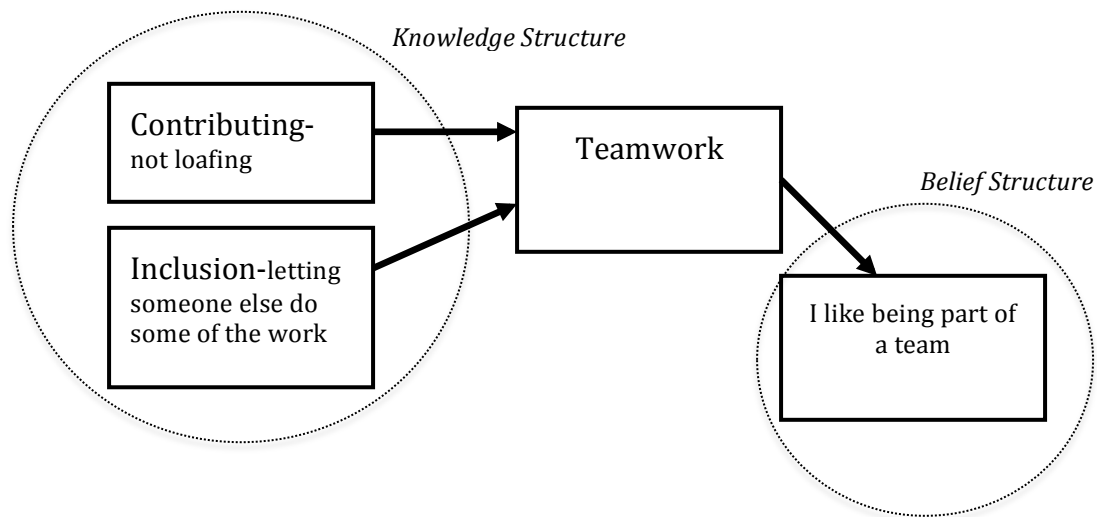 Knowledge Structure
Contributing-
not loafing
Teamwork
Belief Structure
Inclusion-letting
someone else do
some of the work
I like being part of
a team